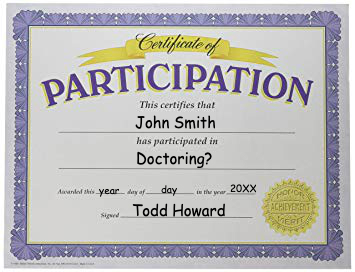 Certificate of
PARTICIPATION
This certifies that
John Smith
has participated in
Doctoring?
Awarded this year day of day in the year 20XX
Signed Todd Howard
HONOR
ACHIEVEMENT
MERIT